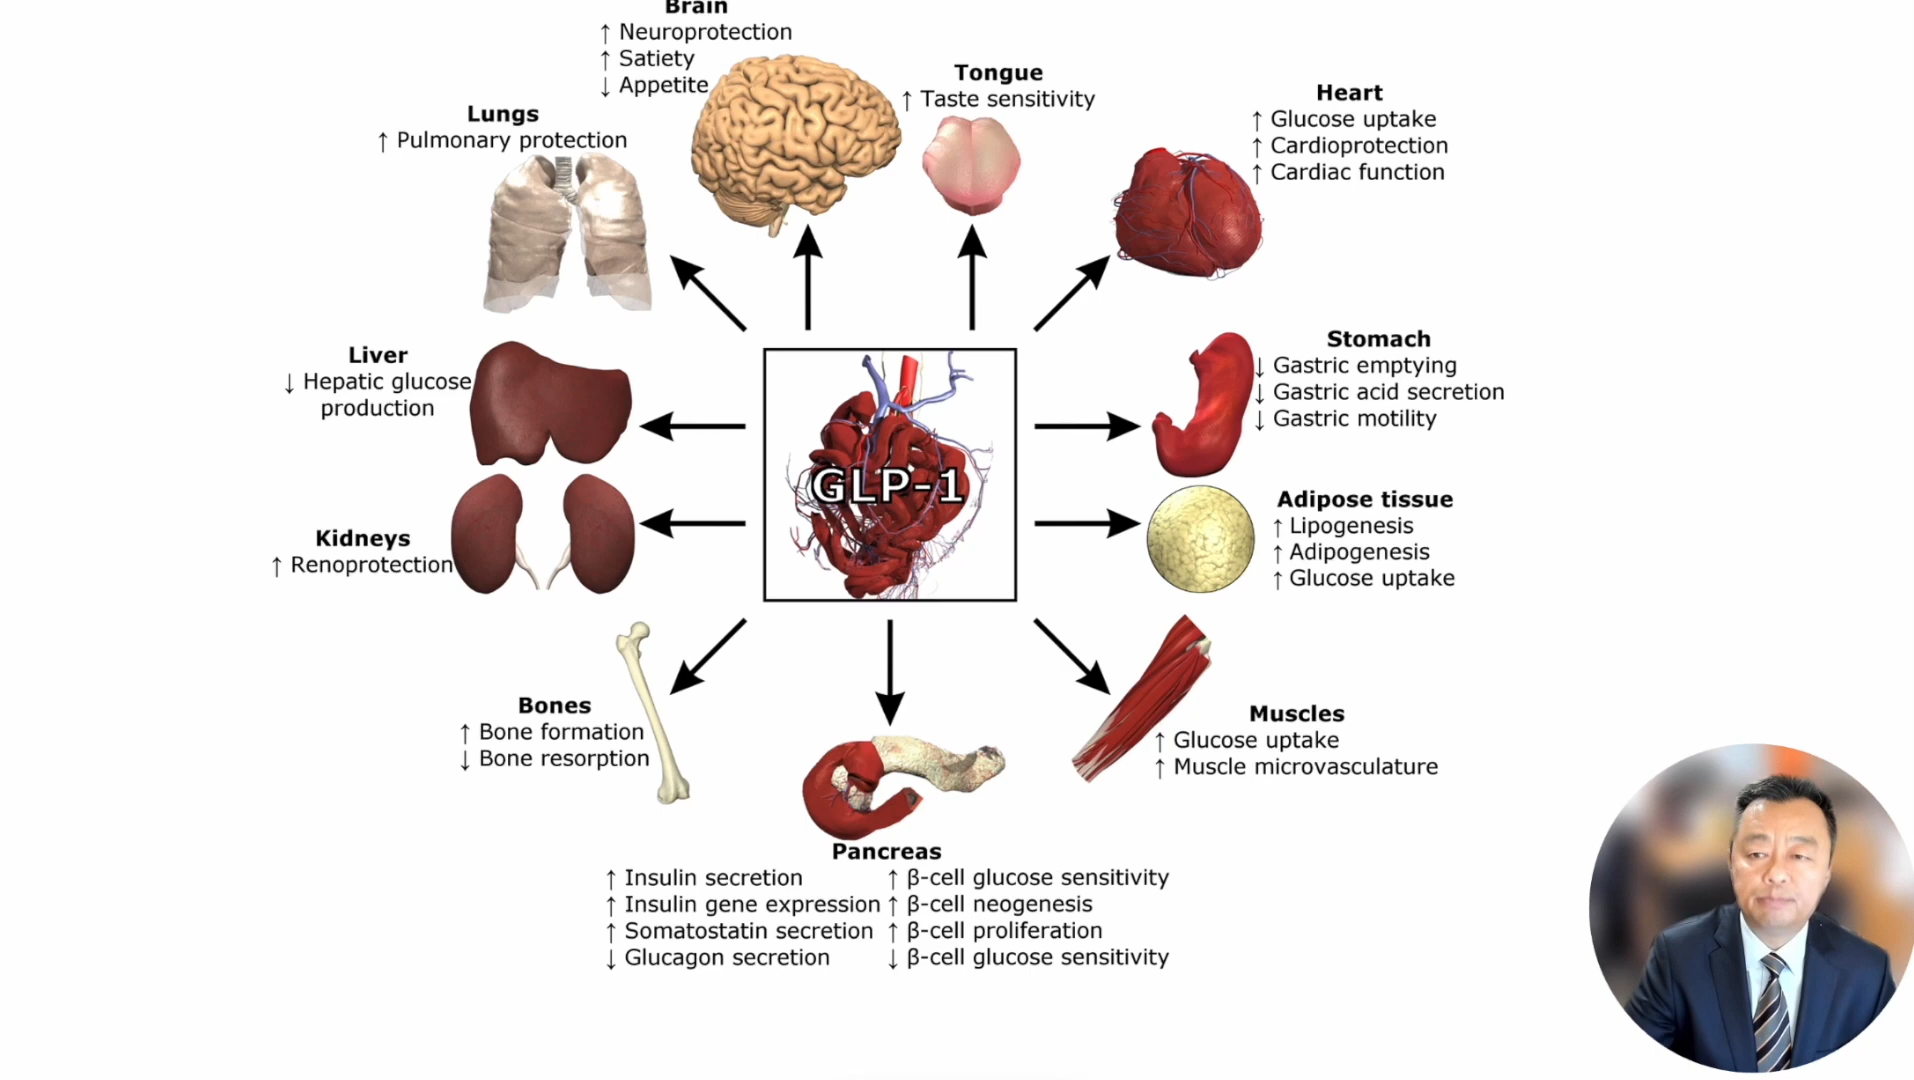 Brain
↑ Neuroprotection
↑ Satiety
↓ Appetite
Tongue
↑ Taste sensitivity
Heart
↑ Glucose uptake
↑ Cardioprotection
↑ Cardiac function
Lungs
↑ Pulmonary protection
Liver
↓ Hepatic glucose
production
Stomach
↓ Gastric emptying
↓ Gastric acid secretion
↓ Gastric motility
GLP-1
Kidneys
↑ Renoprotection
Adipose tissue
↑ Lipogenesis
↑ Adipogenesis
↑ Glucose uptake
Bones
↑ Bone formation
↓ Bone resorption
Muscles
↑ Glucose uptake
↑ Muscle microvasculature
Pancreas
↑ Insulin secretion
↑ Insulin gene expression
↑ Somatostatin secretion
↓ Glucagon secretion
↑ β-cell glucose sensitivity
↑ β-cell neogenesis
↑ β-cell proliferation
↓ β-cell glucose sensitivity